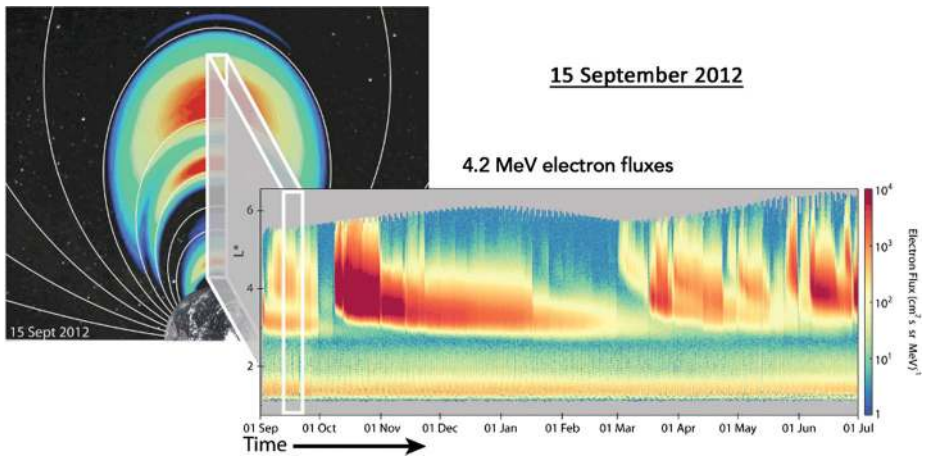 15 September 2012
4.2 MeV electron fluxes
15 Sept 2012
L*
6
4
2
01 Sep 01 Oct 01 Nov 01 Dec 01 Jan 01 Feb 01 Mar 01 Apr 01 May 01 Jun 01 Jul
Time
10⁴
10³
10²
10¹
1
Electron Flux (cm² s sr MeV)⁻¹